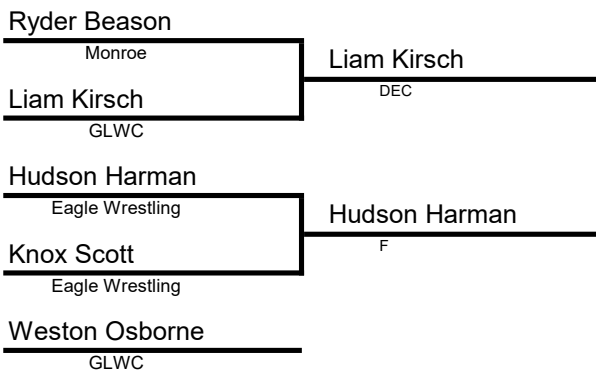 Ryder Beason
Monroe
Liam Kirsch
DEC
Liam Kirsch
GLWC
Hudson Harman
Eagle Wrestling
Hudson Harman
F
Knox Scott
Eagle Wrestling
Weston Osborne
GLWC